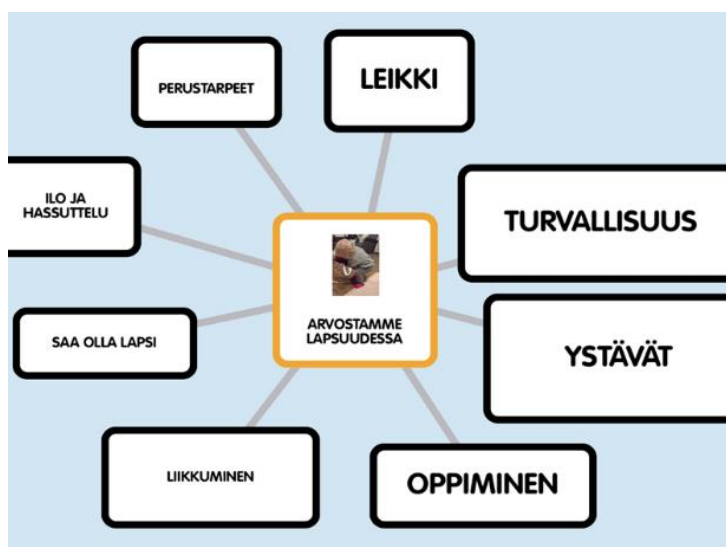 PERUSTARPEET
LEIKKI
ILO JA
HASSUTTELU
TURVALLISUUS
ARVOSTAMME
LAPSUUDESSA
SAA OLLA LAPSI
YSTÄVÄT
LIIKKUMINEN
OPPIMINEN